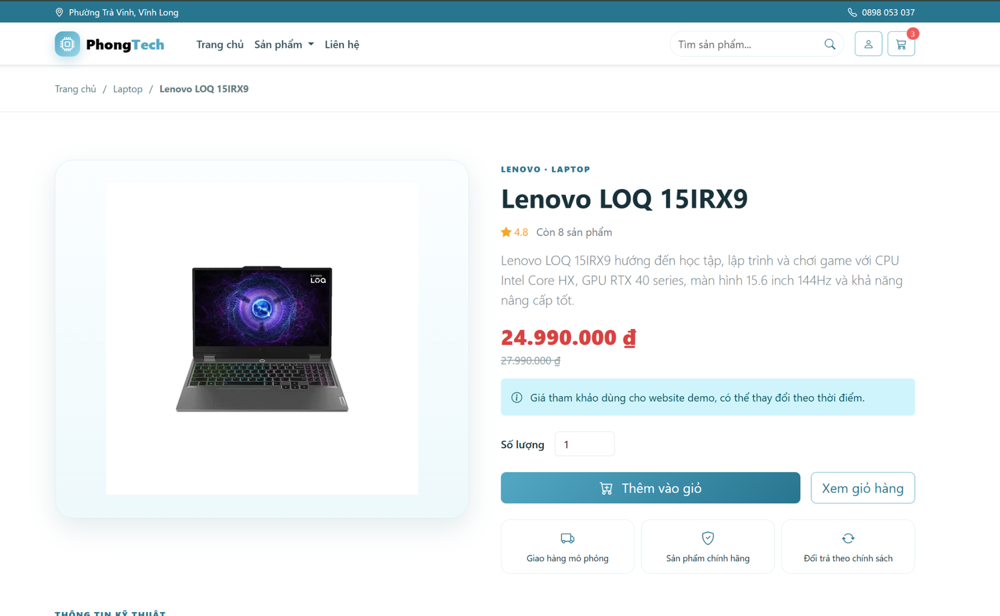 Phường Trà Vinh, Vĩnh Long
0898 053 037
PhongTech
Trang chủ
Sản phẩm
Liên hệ
Tìm sản phẩm...
3
Trang chủ / Laptop / Lenovo LOQ 15IRX9
Lenovo
LOQ
LENOVO · LAPTOP
Lenovo LOQ 15IRX9
4.8 Còn 8 sản phẩm
Lenovo LOQ 15IRX9 hướng đến học tập, lập trình và chơi game với CPU
Intel Core HX, GPU RTX 40 series, màn hình 15.6 inch 144Hz và khả năng
nâng cấp tốt.
24.990.000 ₫
27.990.000 ₫
Giá tham khảo dùng cho website demo, có thể thay đổi theo thời điểm.
Số lượng 1
Thêm vào giỏ
Xem giỏ hàng
Giao hàng mô phỏng
Sản phẩm chính hãng
Đổi trả theo chính sách
THÔNG TIN KỸ THUẬT